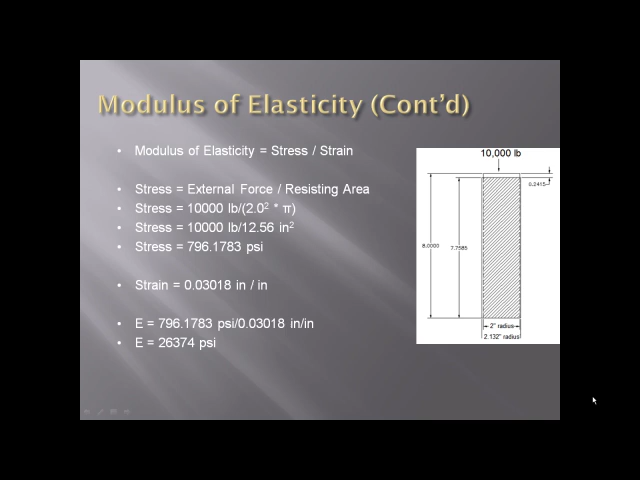 Modulus of Elasticity (Cont'd)
• Modulus of Elasticity = Stress / Strain
• Stress = External Force / Resisting Area
• Stress = 10000 lb/(2.0² * π)
• Stress = 10000 lb/12.56 in²
• Stress = 796.1783 psi
• Strain = 0.03018 in / in
• E = 796.1783 psi/0.03018 in/in
• E = 26374 psi
10,000 lb
0.2415
8.0000
7.7585
2" radius
2.132" radius